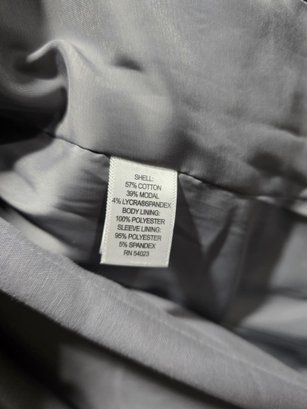 SHELL:
57% COTTON
39% MODAL
4% LYCRA®SPANDEX
BODY LINING:
100% POLYESTER
SLEEVE LINING:
95% POLYESTER
5% SPANDEX
RN 54023